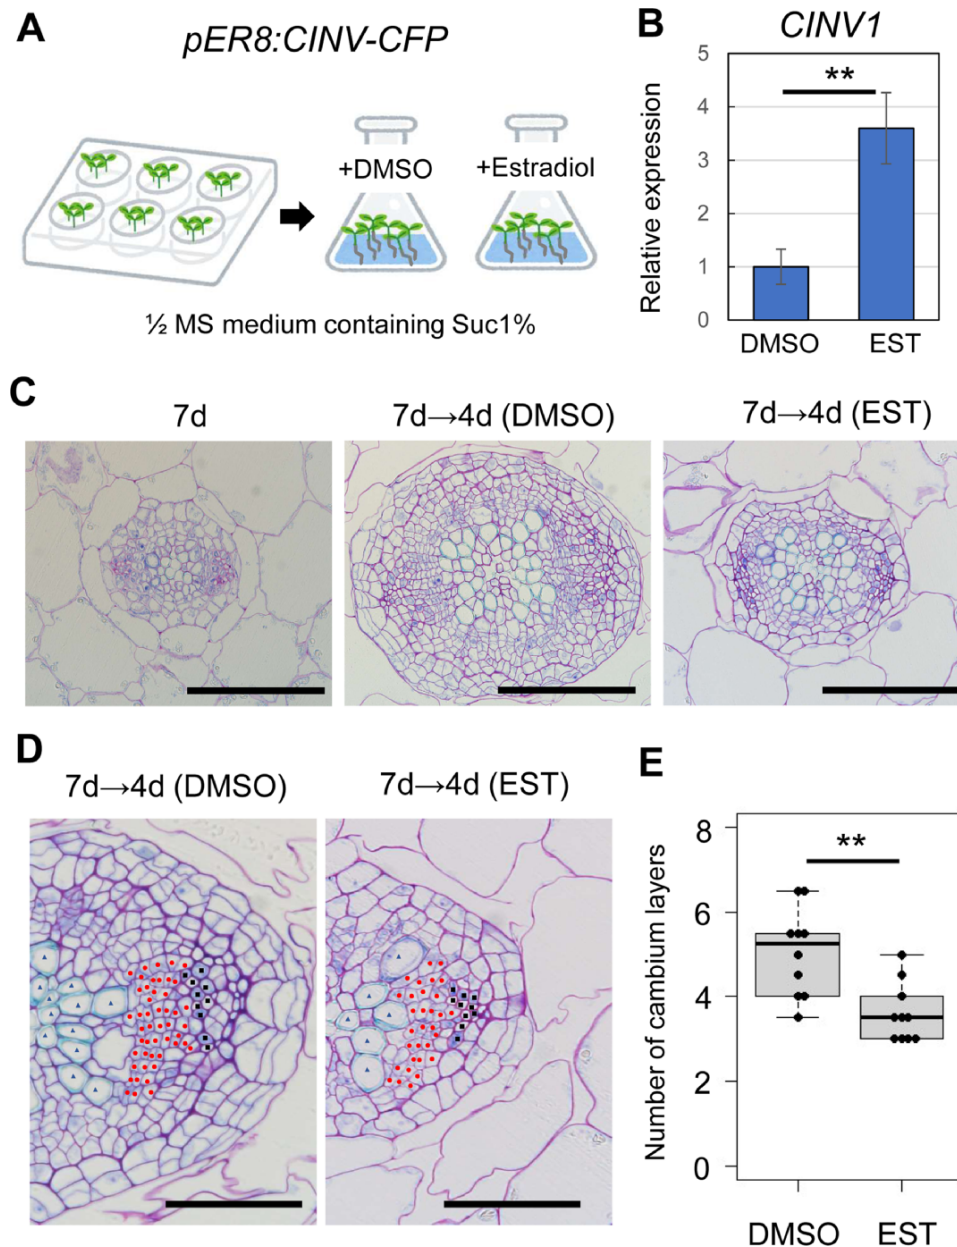 A
pER8:CINV-CFP
+DMSO
+Estradiol
½ MS medium containing Suc1%
B
CINV1
Relative expression
5
4
3
2
1
0
**
DMSO
EST
C
7d
7d→4d (DMSO)
7d→4d (EST)
D
7d→4d (DMSO)
7d→4d (EST)
E
Number of cambium layers
8
6
4
2
0
**
DMSO
EST